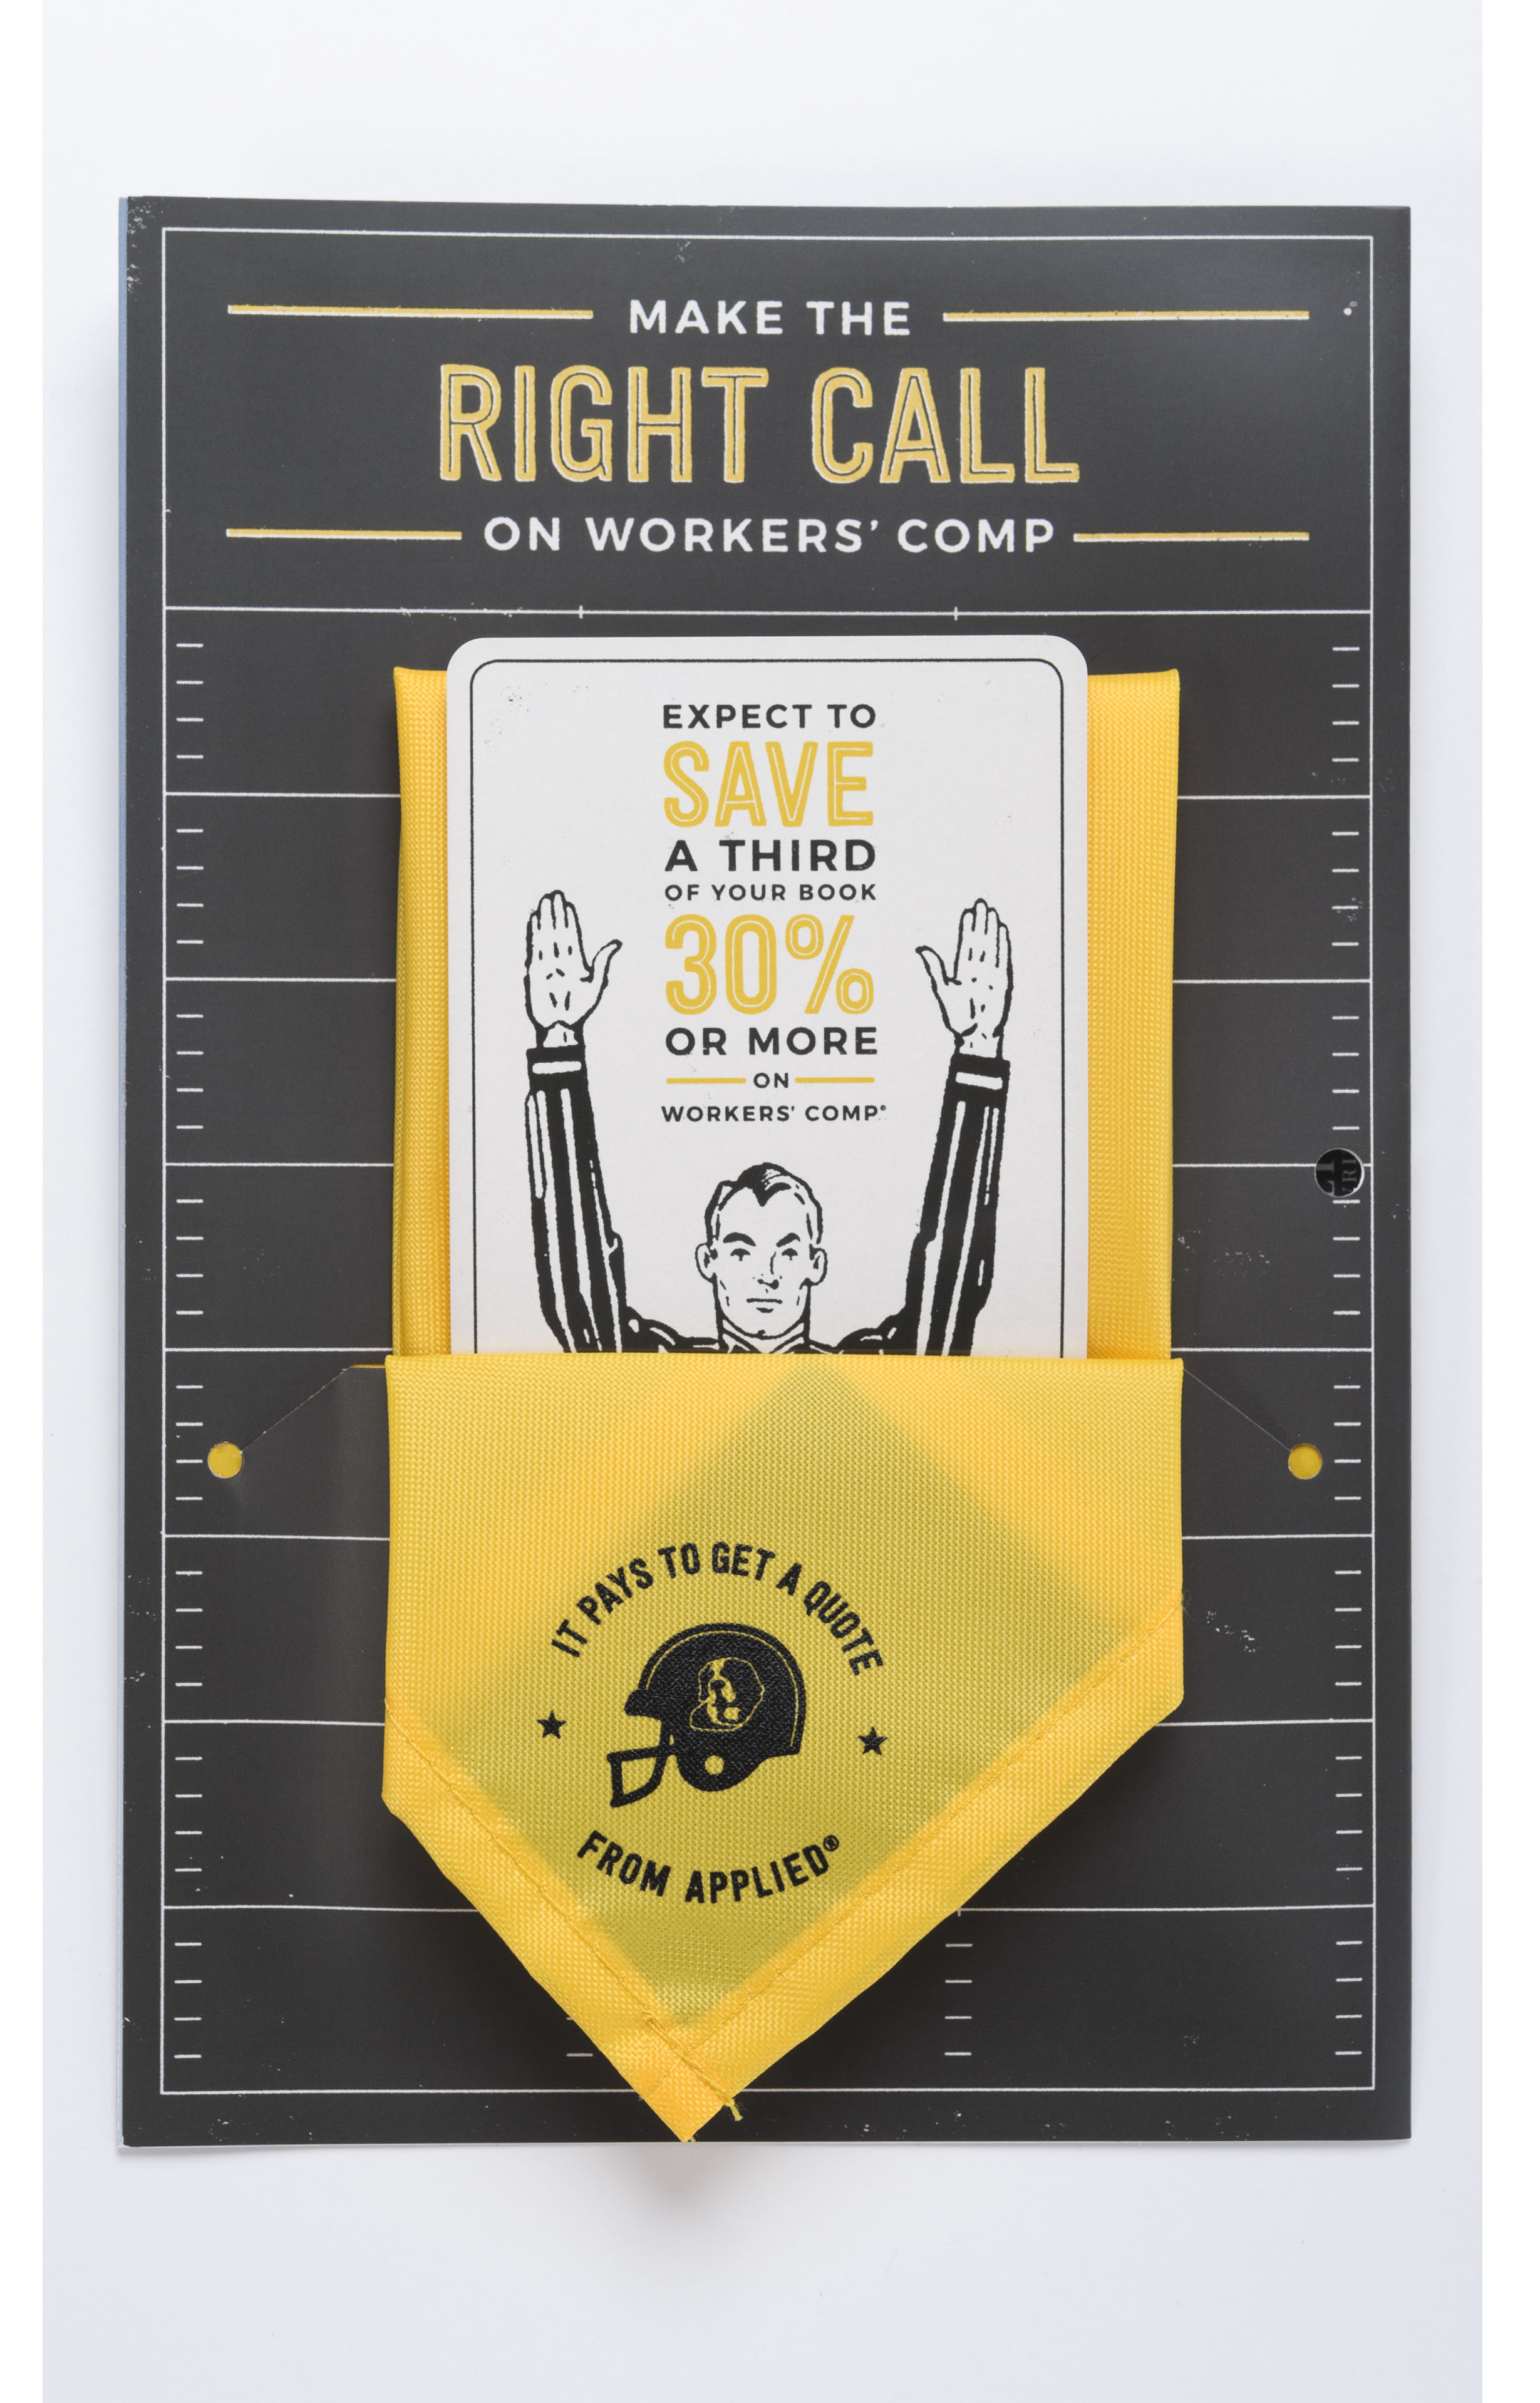 MAKE THE
RIGHT CALL
ON WORKERS' COMP
EXPECT TO
SAVE
A THIRD
OF YOUR BOOK
30%
OR MORE
ON
WORKERS' COMP*
IT PAYS TO GET A QUOTE
FROM APPLIED®